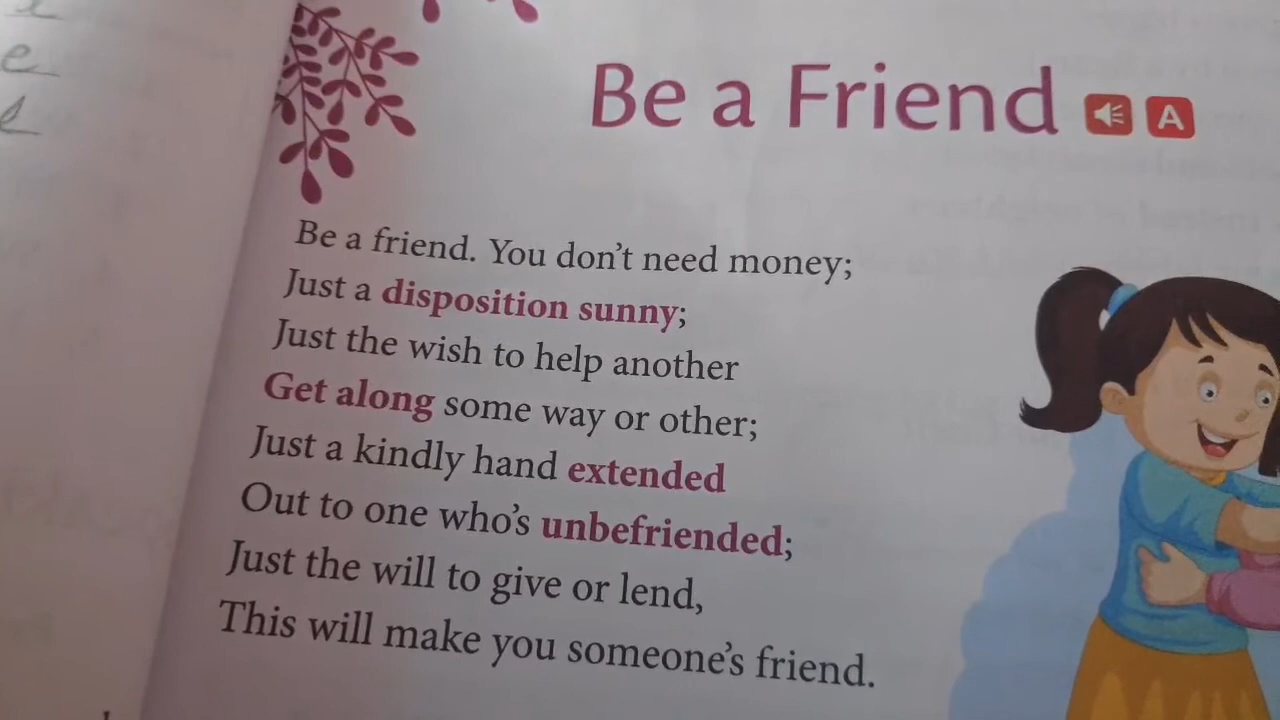 Be a Friend A
Be a friend. You don't need money;
Just a disposition sunny;
Just the wish to help another
Get along some way or other;
Just a kindly hand extended
Out to one who's unbefriended;
Just the will to give or lend,
This will make you someone's friend.